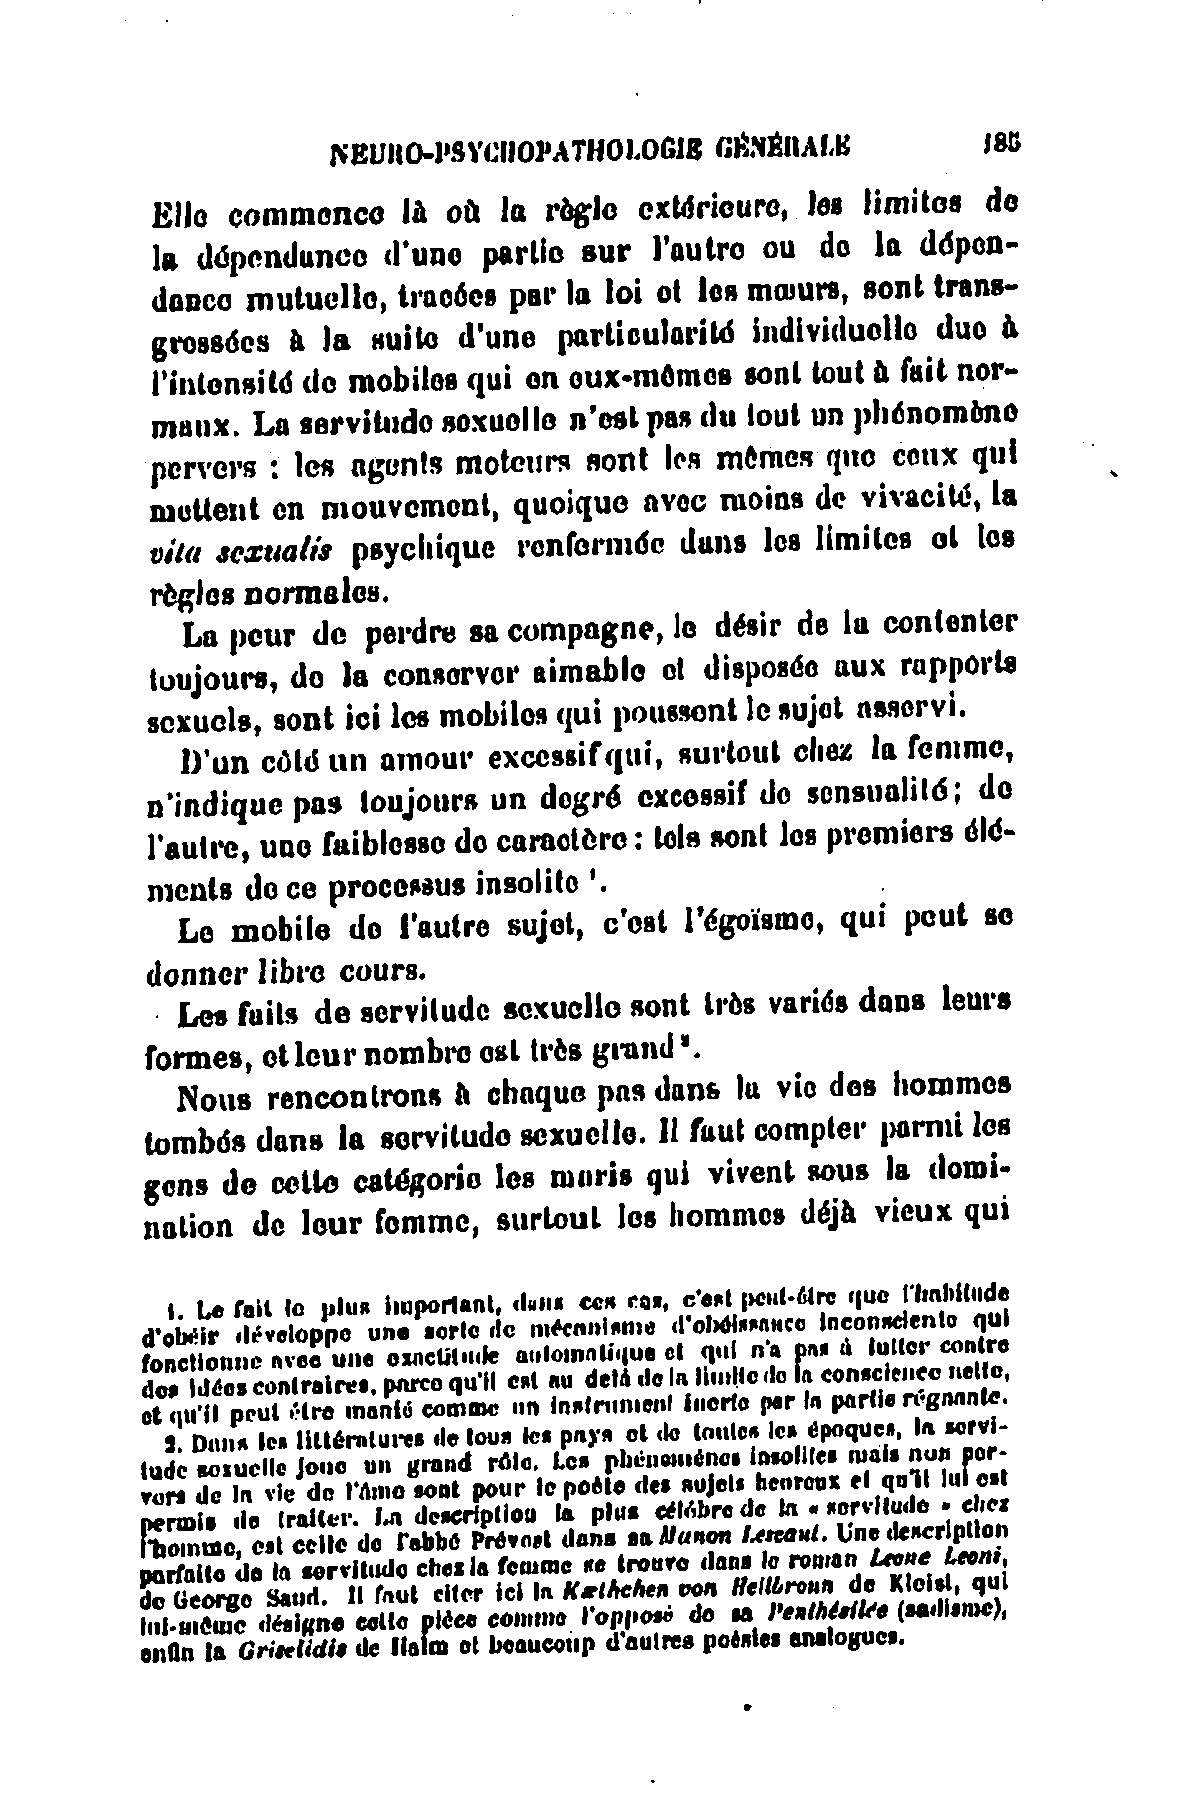 NEURO-PSYCHOPATHOLOGIE GÉNÉRALE 185
Elle commence là où la règle extérieure, les limites de
la dépendance d'une partie sur l'autre ou de la dépen-
dance mutuelle, tracées par la loi et les mœurs, sont trans-
gressées à la suite d'une particularité individuelle due à
l'intensité de mobiles qui en eux-mêmes sont tout à fait nor-
maux. La servitude sexuelle n'est pas du tout un phénomène
pervers : les agents moteurs sont les mêmes que ceux qui
mettent en mouvement, quoique avec moins de vivacité, la
vita sexualis psychique renfermée dans les limites et les
règles normales.
La peur de perdre sa compagne, le désir de la contenter
toujours, de la conserver aimable et disposée aux rapports
sexuels, sont ici les mobiles qui poussent le sujet asservi.
D'un côté un amour excessif qui, surtout chez la femme,
n'indique pas toujours un degré excessif de sensualité; de
l'autre, une faiblesse de caractère : tels sont les premiers élé-
ments de ce processus insolite ¹.
Le mobile de l'autre sujet, c'est l'égoïsme, qui peut se
donner libre cours.
Les faits de servitude sexuelle sont très variés dans leurs
formes, et leur nombre est très grand ².
Nous rencontrons à chaque pas dans la vie des hommes
tombés dans la servitude sexuelle. Il faut compter parmi les
gens de cette catégorie les maris qui vivent sous la domi-
nation de leur femme, surtout les hommes déjà vieux qui
1. Le fait le plus important, dans ces cas, c'est peut-être que l'habitude
d'obéir développe une sorte de mécanisme d'obéissance inconsciente qui
fonctionne avec une exactitude automatique et qui n'a pas à lutter contre
des idées contraires, parce qu'il est au delà de la limite de la conscience nette,
et qu'il peut être manié comme un instrument inerte par la partie régnante.
2. Dans les littératures de tous les pays et de toutes les époques, la servi-
tude sexuelle joue un grand rôle. Les phénomènes insolites mais non per-
vers de la vie de l'âme sont pour le poète des sujets heureux et qu'il lui est
permis de traiter. La description la plus célèbre de la « servitude » chez
l'homme, est celle de l'abbé Prévost dans sa Manon Lescaut. Une description
parfaite de la servitude chez la femme se trouve dans le roman Leone Leoni,
de George Sand. Il faut citer ici la Kæthchen von Heilbronn de Kleist, qui
lui-même désigne cette pièce comme l'opposé de sa Penthésilée (sadisme),
enfin la Griselidis de Halm et beaucoup d'autres poésies analogues.